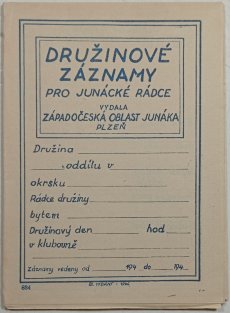 DRUŽINOVÉ
ZÁZNAMY
PRO JUNÁCKÉ RÁDCE
VYDALA
ZÁPADOČESKÁ OBLAST JUNÁKA
PLZEŇ
Družina
oddílu v
okrsku
Rádce družiny
bytem
Družinový den hod
v klubovně
Záznamy vedeny od 194 do 194